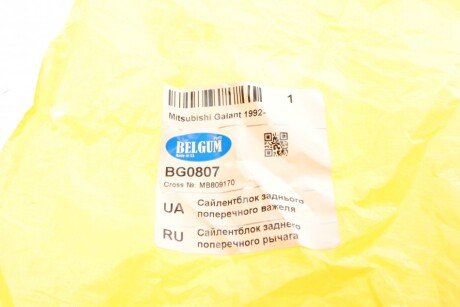 1
Mitsubishi Galant 1992-
BELGUM
BG0807
Cross №: MB809170
UA Сайлентблок заднього
поперечного важеля
RU Сайлентблок заднего
поперечного рычага